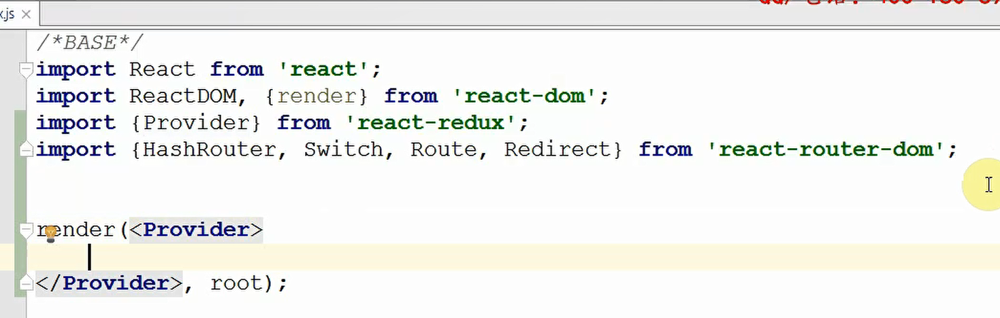 x.js
/*BASE*/
import React from 'react';
import ReactDOM, {render} from 'react-dom';
import {Provider} from 'react-redux';
import {HashRouter, Switch, Route, Redirect} from 'react-router-dom';
render(<Provider>
</Provider>, root);